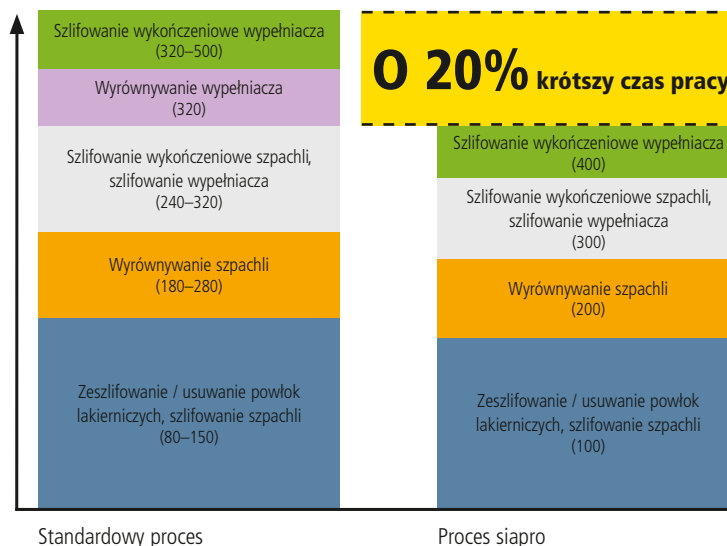 Szlifowanie wykończeniowe wypełniacza
(320–500)
Wyrównywanie wypełniacza
(320)
Szlifowanie wykończeniowe szpachli,
szlifowanie wypełniacza
(240–320)
Wyrównywanie szpachli
(180–280)
Zeszlifowanie / usuwanie powłok
lakierniczych, szlifowanie szpachli
(80–150)
Standardowy proces
O 20% krótszy czas pracy
Szlifowanie wykończeniowe wypełniacza
(400)
Szlifowanie wykończeniowe szpachli,
szlifowanie wypełniacza
(300)
Wyrównywanie szpachli
(200)
Zeszlifowanie / usuwanie powłok
lakierniczych, szlifowanie szpachli
(100)
Proces siapro